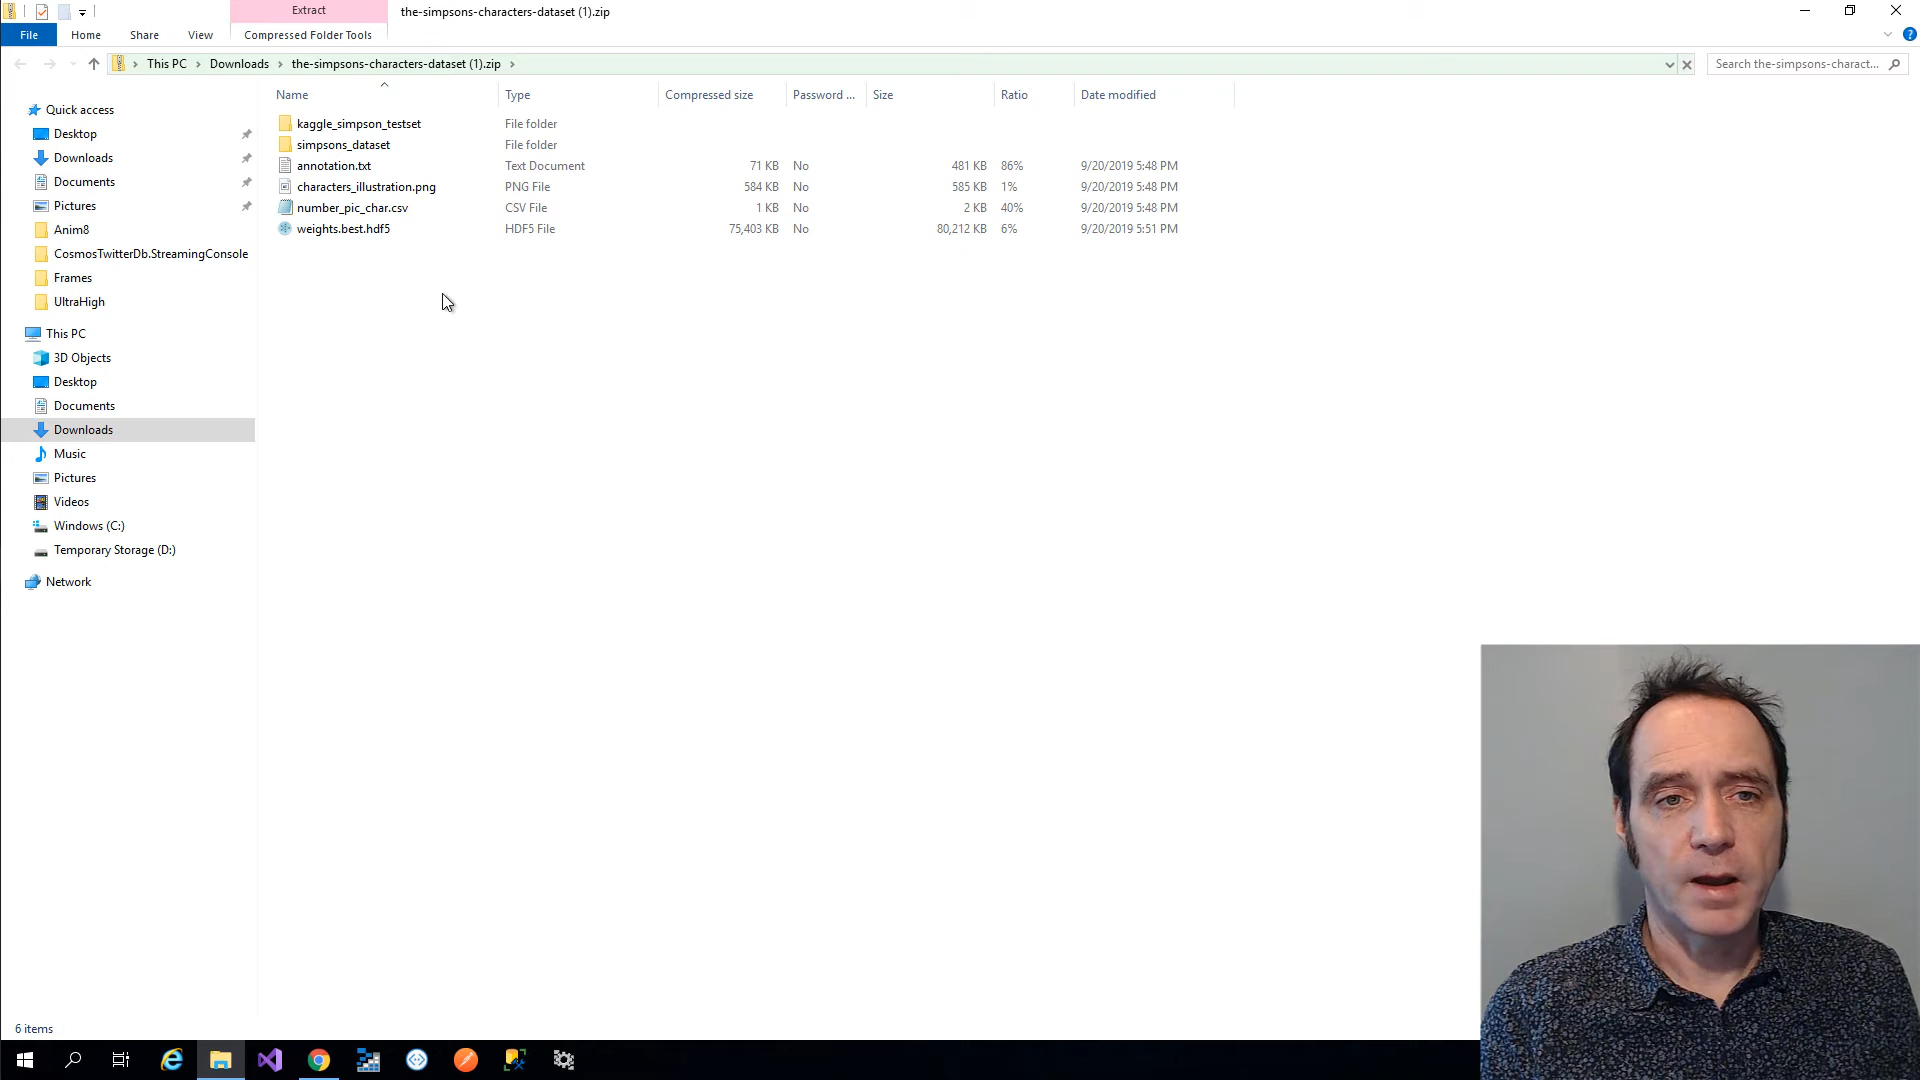 Extract
the-simpsons-characters-dataset (1).zip
File
Home
Share
View
Compressed Folder Tools
This PC
Downloads
the-simpsons-characters-dataset (1).zip
Search the-simpsons-charact...
Name
Type
Compressed size
Password ...
Size
Ratio
Date modified
kaggle_simpson_testset
File folder
simpsons_dataset
File folder
annotation.txt
Text Document
71 KB
No
481 KB
86%
9/20/2019 5:48 PM
characters_illustration.png
PNG File
584 KB
No
585 KB
1%
9/20/2019 5:48 PM
number_pic_char.csv
CSV File
1 KB
No
2 KB
40%
9/20/2019 5:48 PM
weights.best.hdf5
HDF5 File
75,403 KB
No
80,212 KB
6%
9/20/2019 5:51 PM
Quick access
Desktop
Downloads
Documents
Pictures
Anim8
CosmosTwitterDb.StreamingConsole
Frames
UltraHigh
This PC
3D Objects
Desktop
Documents
Downloads
Music
Pictures
Videos
Windows (C:)
Temporary Storage (D:)
Network
6 items